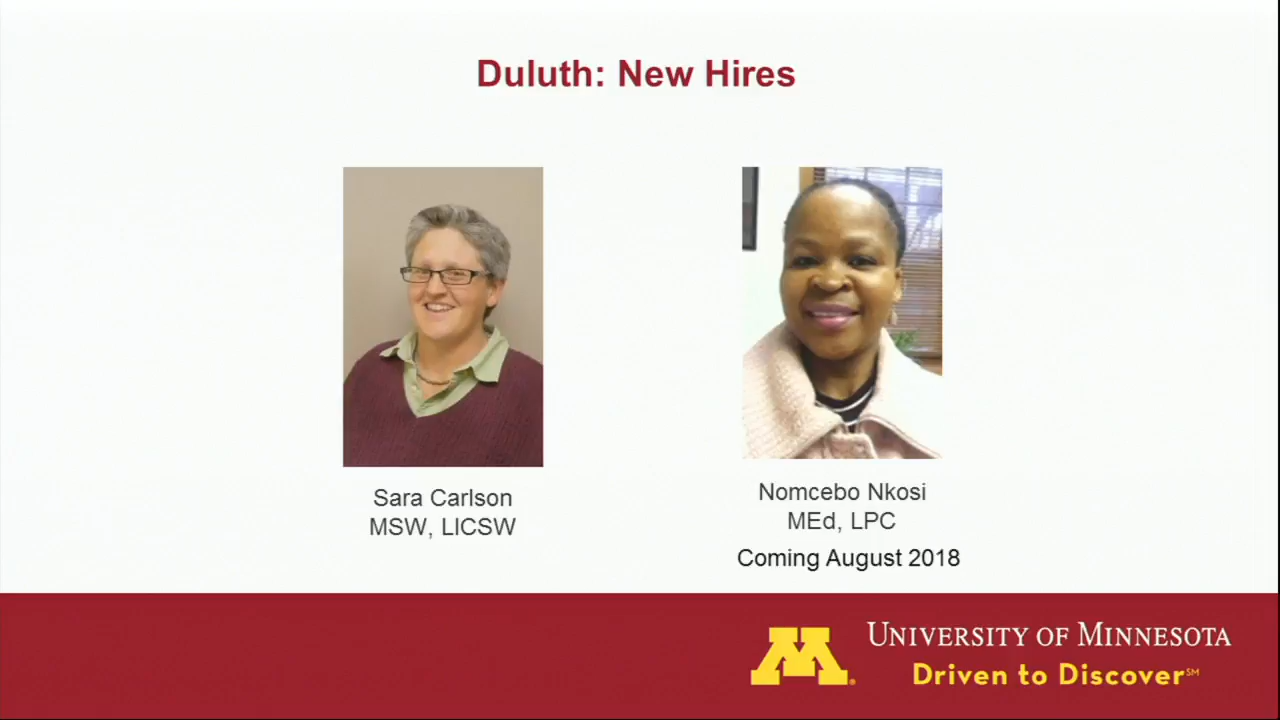 Duluth: New Hires
Sara Carlson
MSW, LICSW
Nomcebo Nkosi
MEd, LPC
Coming August 2018
M
UNIVERSITY OF MINNESOTA
Driven to Discover℠